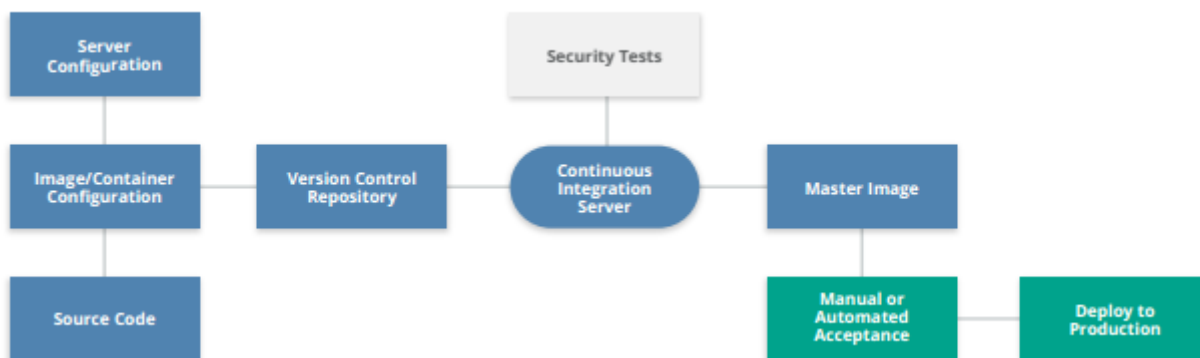 Server
Configuration
Security Tests
Image/Container
Configuration
Version Control
Repository
Continuous
Integration
Server
Master Image
Source Code
Manual or
Automated
Acceptance
Deploy to
Production